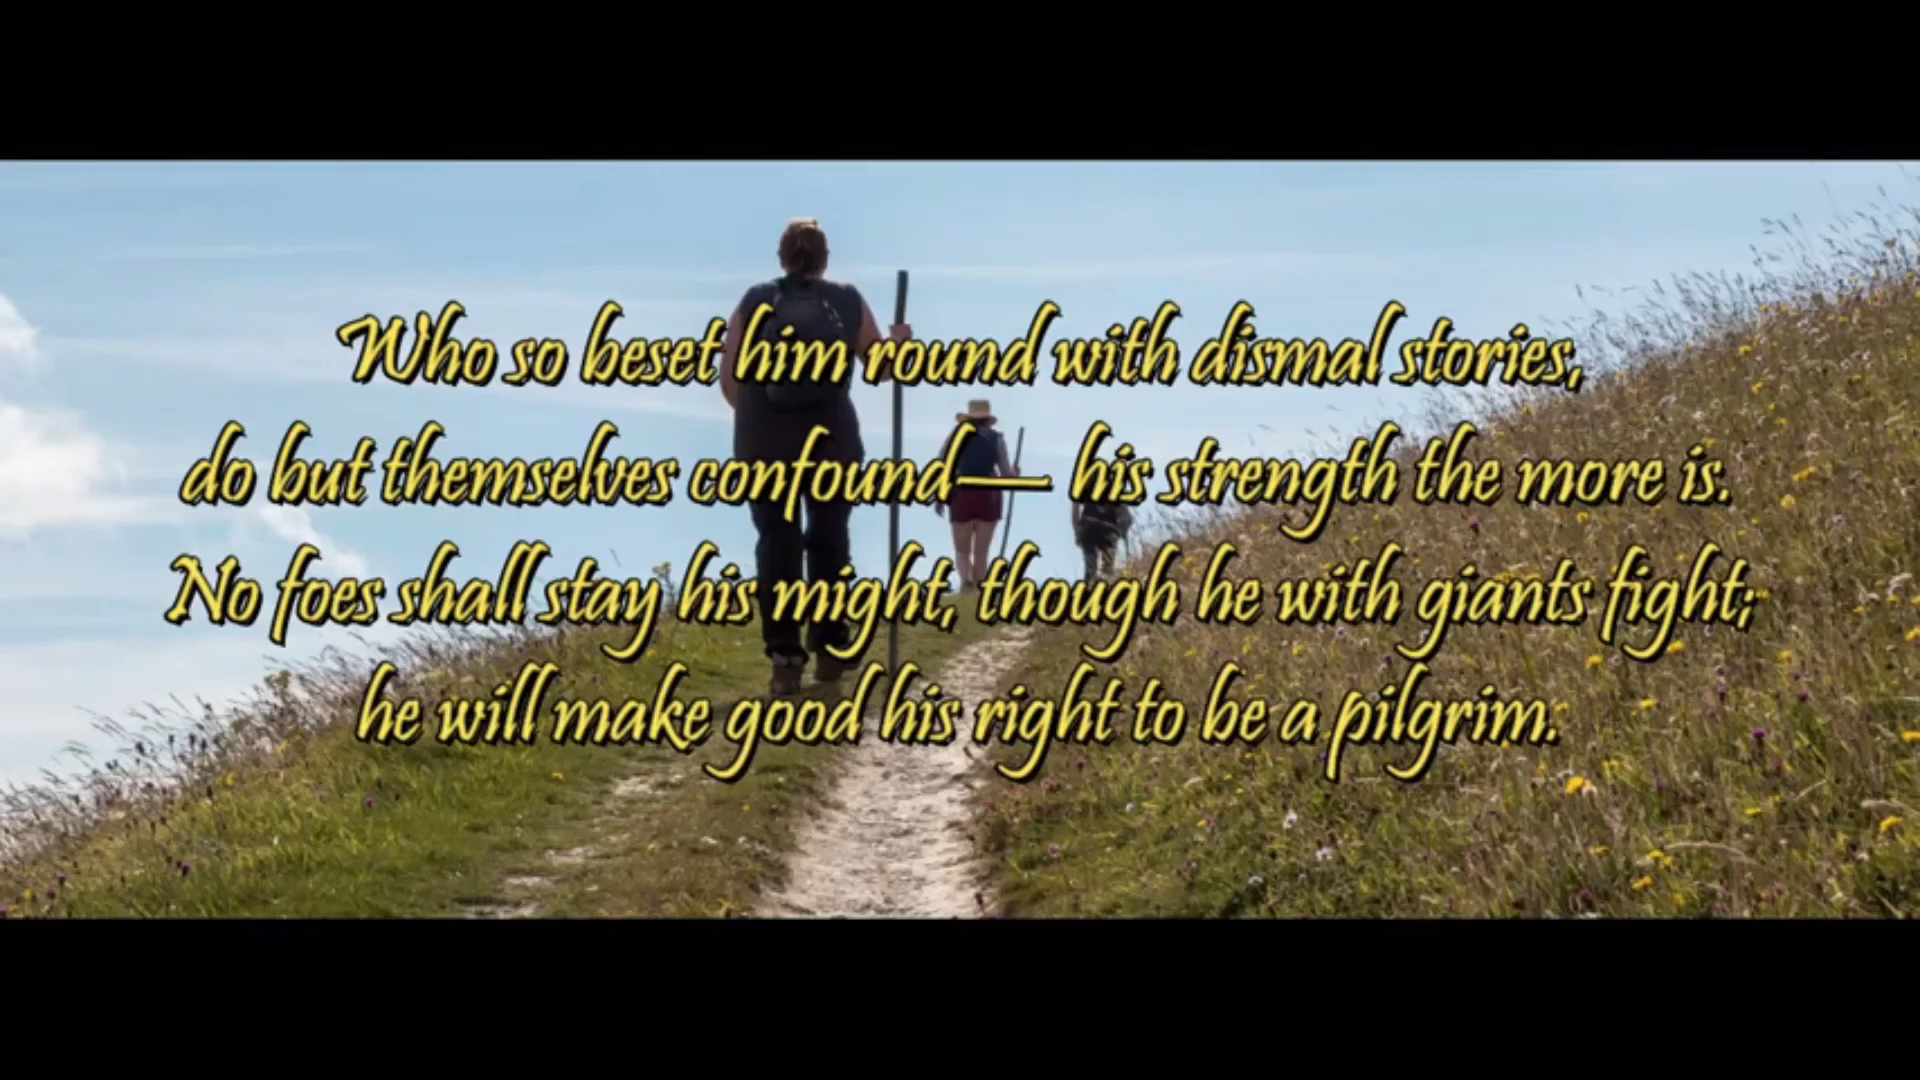 Who so beset him round with dismal stories,
do but themselves confound— his strength the more is.
No foes shall stay his might, though he with giants fight;
he will make good his right to be a pilgrim.